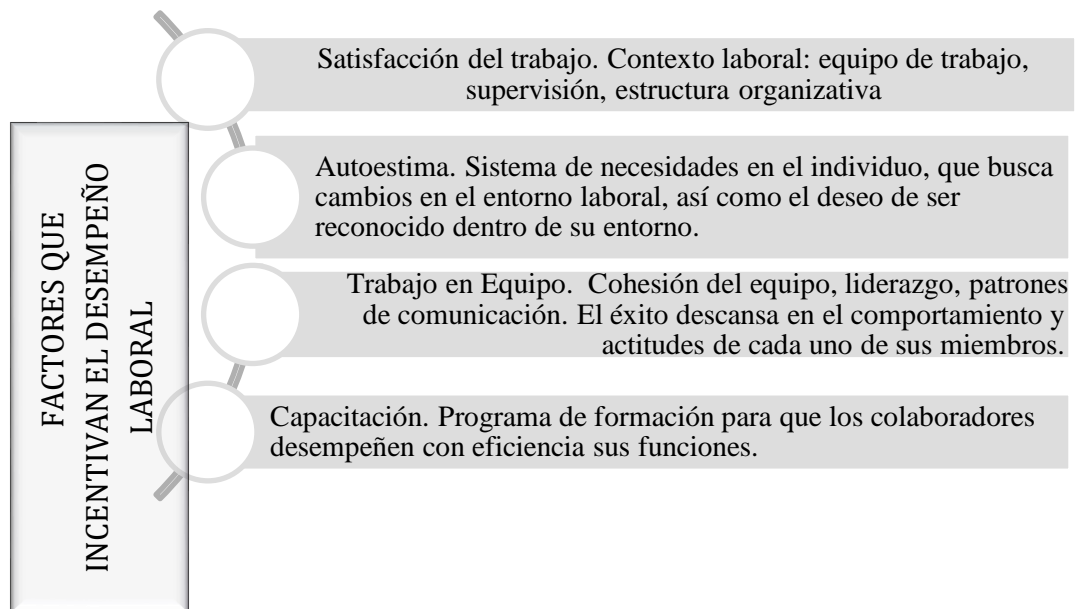 FACTORES QUE
INCENTIVAN EL DESEMPEÑO
LABORAL
Satisfacción del trabajo. Contexto laboral: equipo de trabajo,
supervisión, estructura organizativa
Autoestima. Sistema de necesidades en el individuo, que busca
cambios en el entorno laboral, así como el deseo de ser
reconocido dentro de su entorno.
Trabajo en Equipo. Cohesión del equipo, liderazgo, patrones
de comunicación. El éxito descansa en el comportamiento y
actitudes de cada uno de sus miembros.
Capacitación. Programa de formación para que los colaboradores
desempeñen con eficiencia sus funciones.